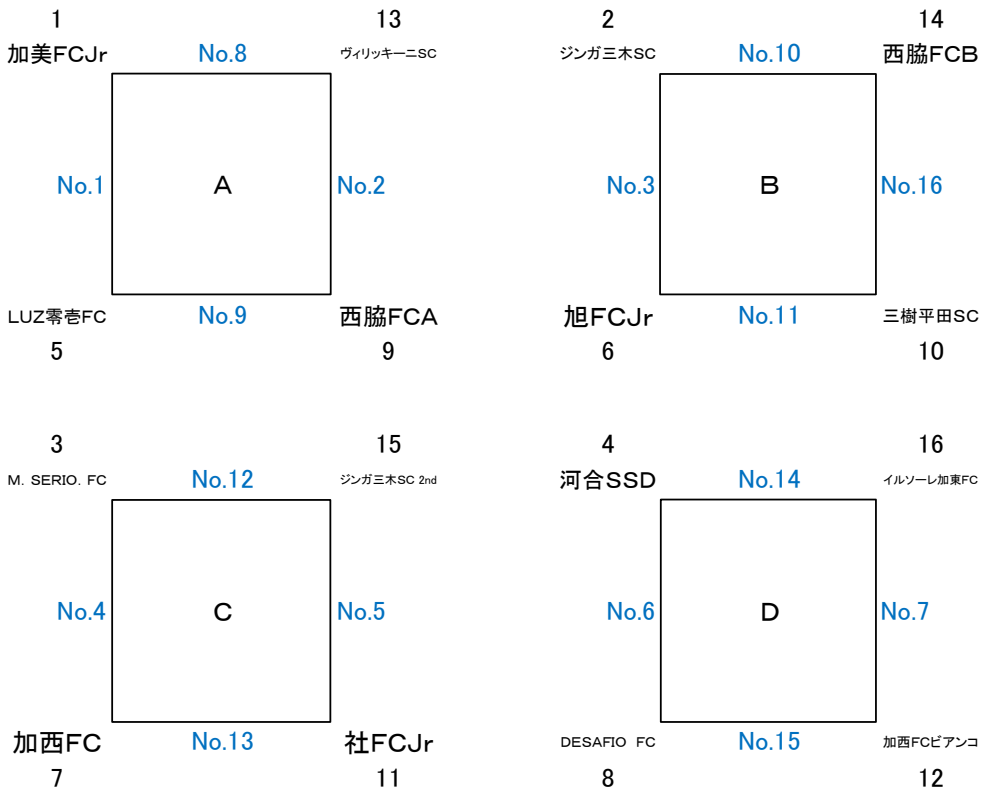 1 13 2 14
加美FCJr No.8 ヴィリッキーニSC ジンガ三木SC No.10 西脇FCB
No.1 A No.2 No.3 B No.16
LUZ零壱FC No.9 西脇FCA 旭FCJr No.11 三樹平田SC
5 9 6 10
3 15 4 16
M. SERIO. FC No.12 ジンガ三木SC 2nd 河合SSD No.14 イルソーレ加東FC
No.4 C No.5 No.6 D No.7
加西FC No.13 社FCJr DESAFIO FC No.15 加西FCビアンコ
7 11 8 12